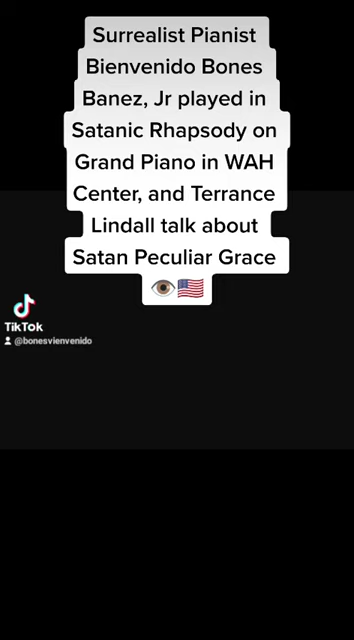 Surrealist Pianist
Bienvenido Bones
Banez, Jr played in
Satanic Rhapsody on
Grand Piano in WAH
Center, and Terrance
Lindall talk about
Satan Peculiar Grace
👁️🇺🇸
TikTok
@bonesvienvenido